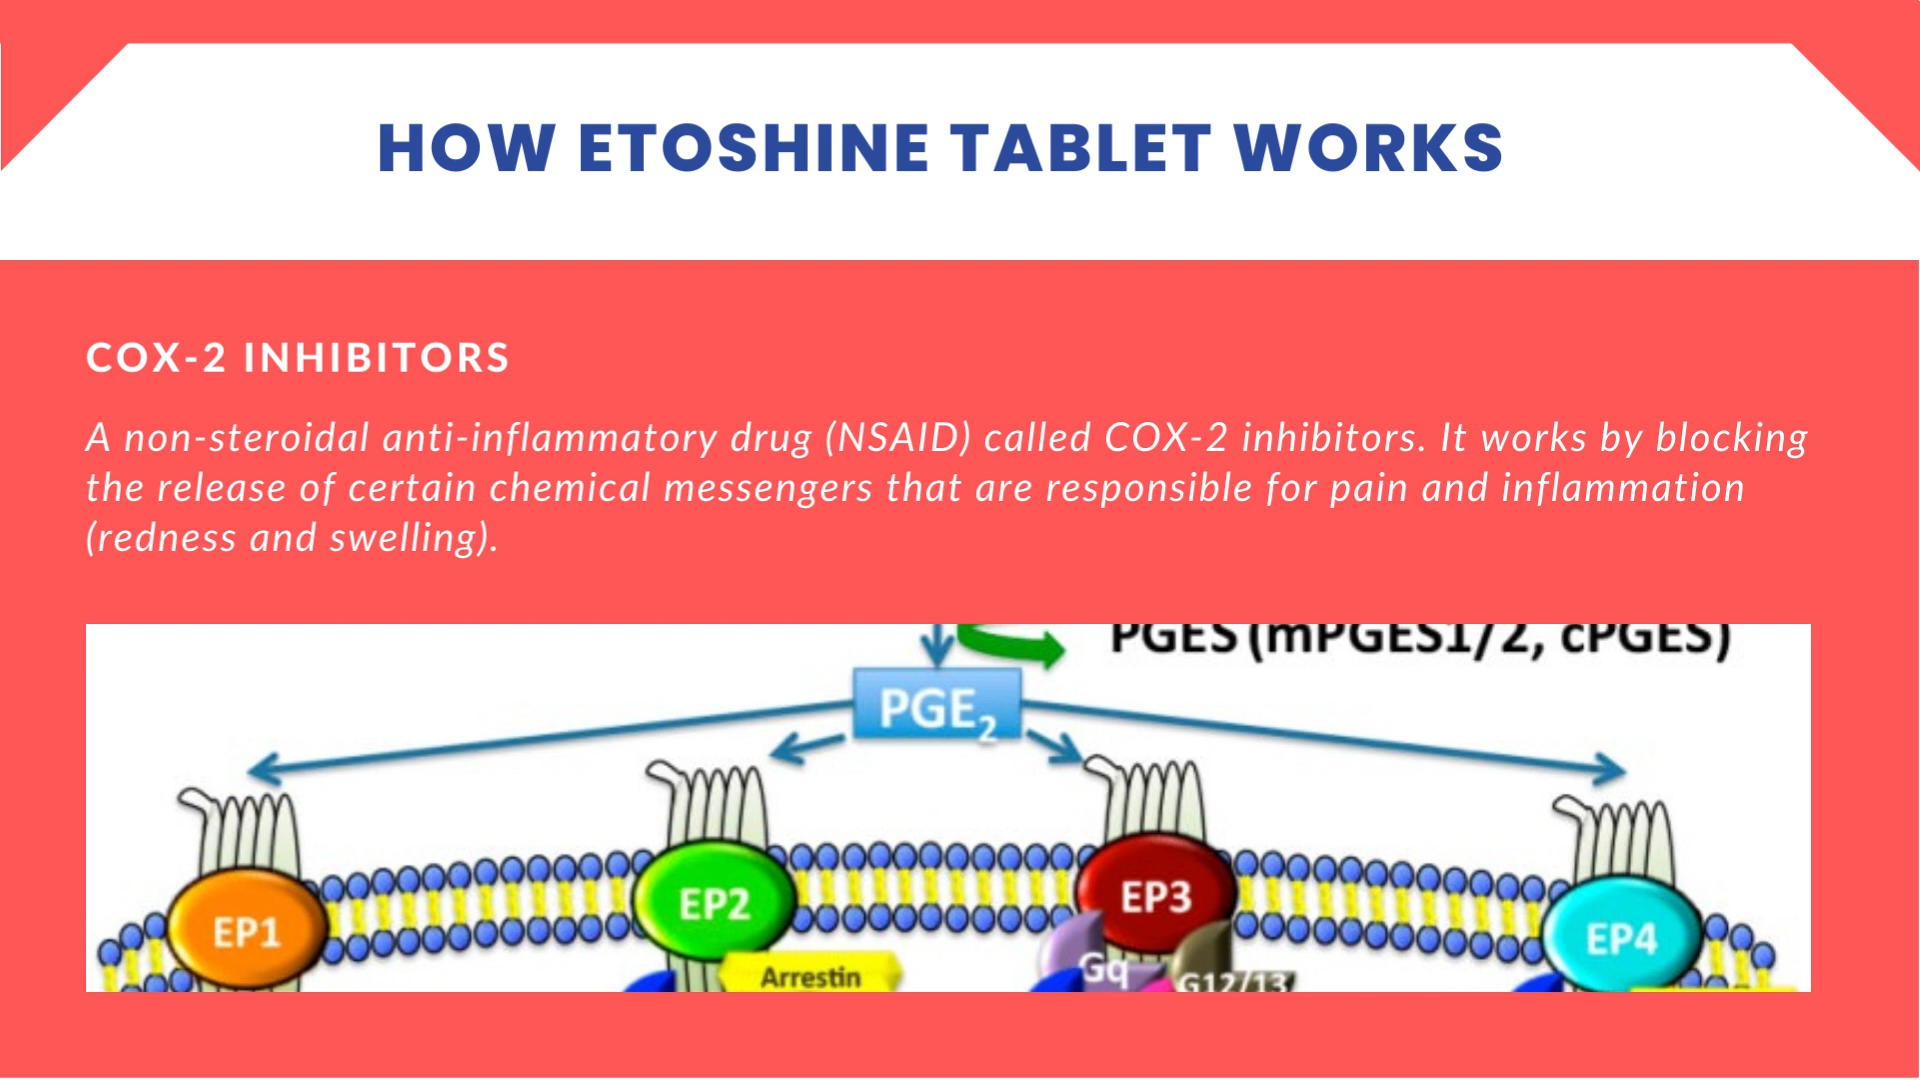 HOW ETOSHINE TABLET WORKS
COX-2 INHIBITORS
A non-steroidal anti-inflammatory drug (NSAID) called COX-2 inhibitors. It works by blocking
the release of certain chemical messengers that are responsible for pain and inflammation
(redness and swelling).
PGES (mPGES1/2, cPGES)
PGE₂
EP1
EP2
EP3
EP4
Arrestin
Gq
G12/13